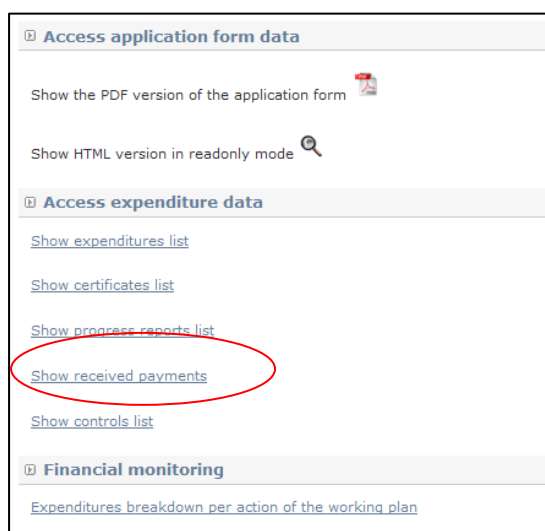 Access application form data
Show the PDF version of the application form
Show HTML version in readonly mode
Access expenditure data
Show expenditures list
Show certificates list
Show progress reports list
Show received payments
Show controls list
Financial monitoring
Expenditures breakdown per action of the working plan